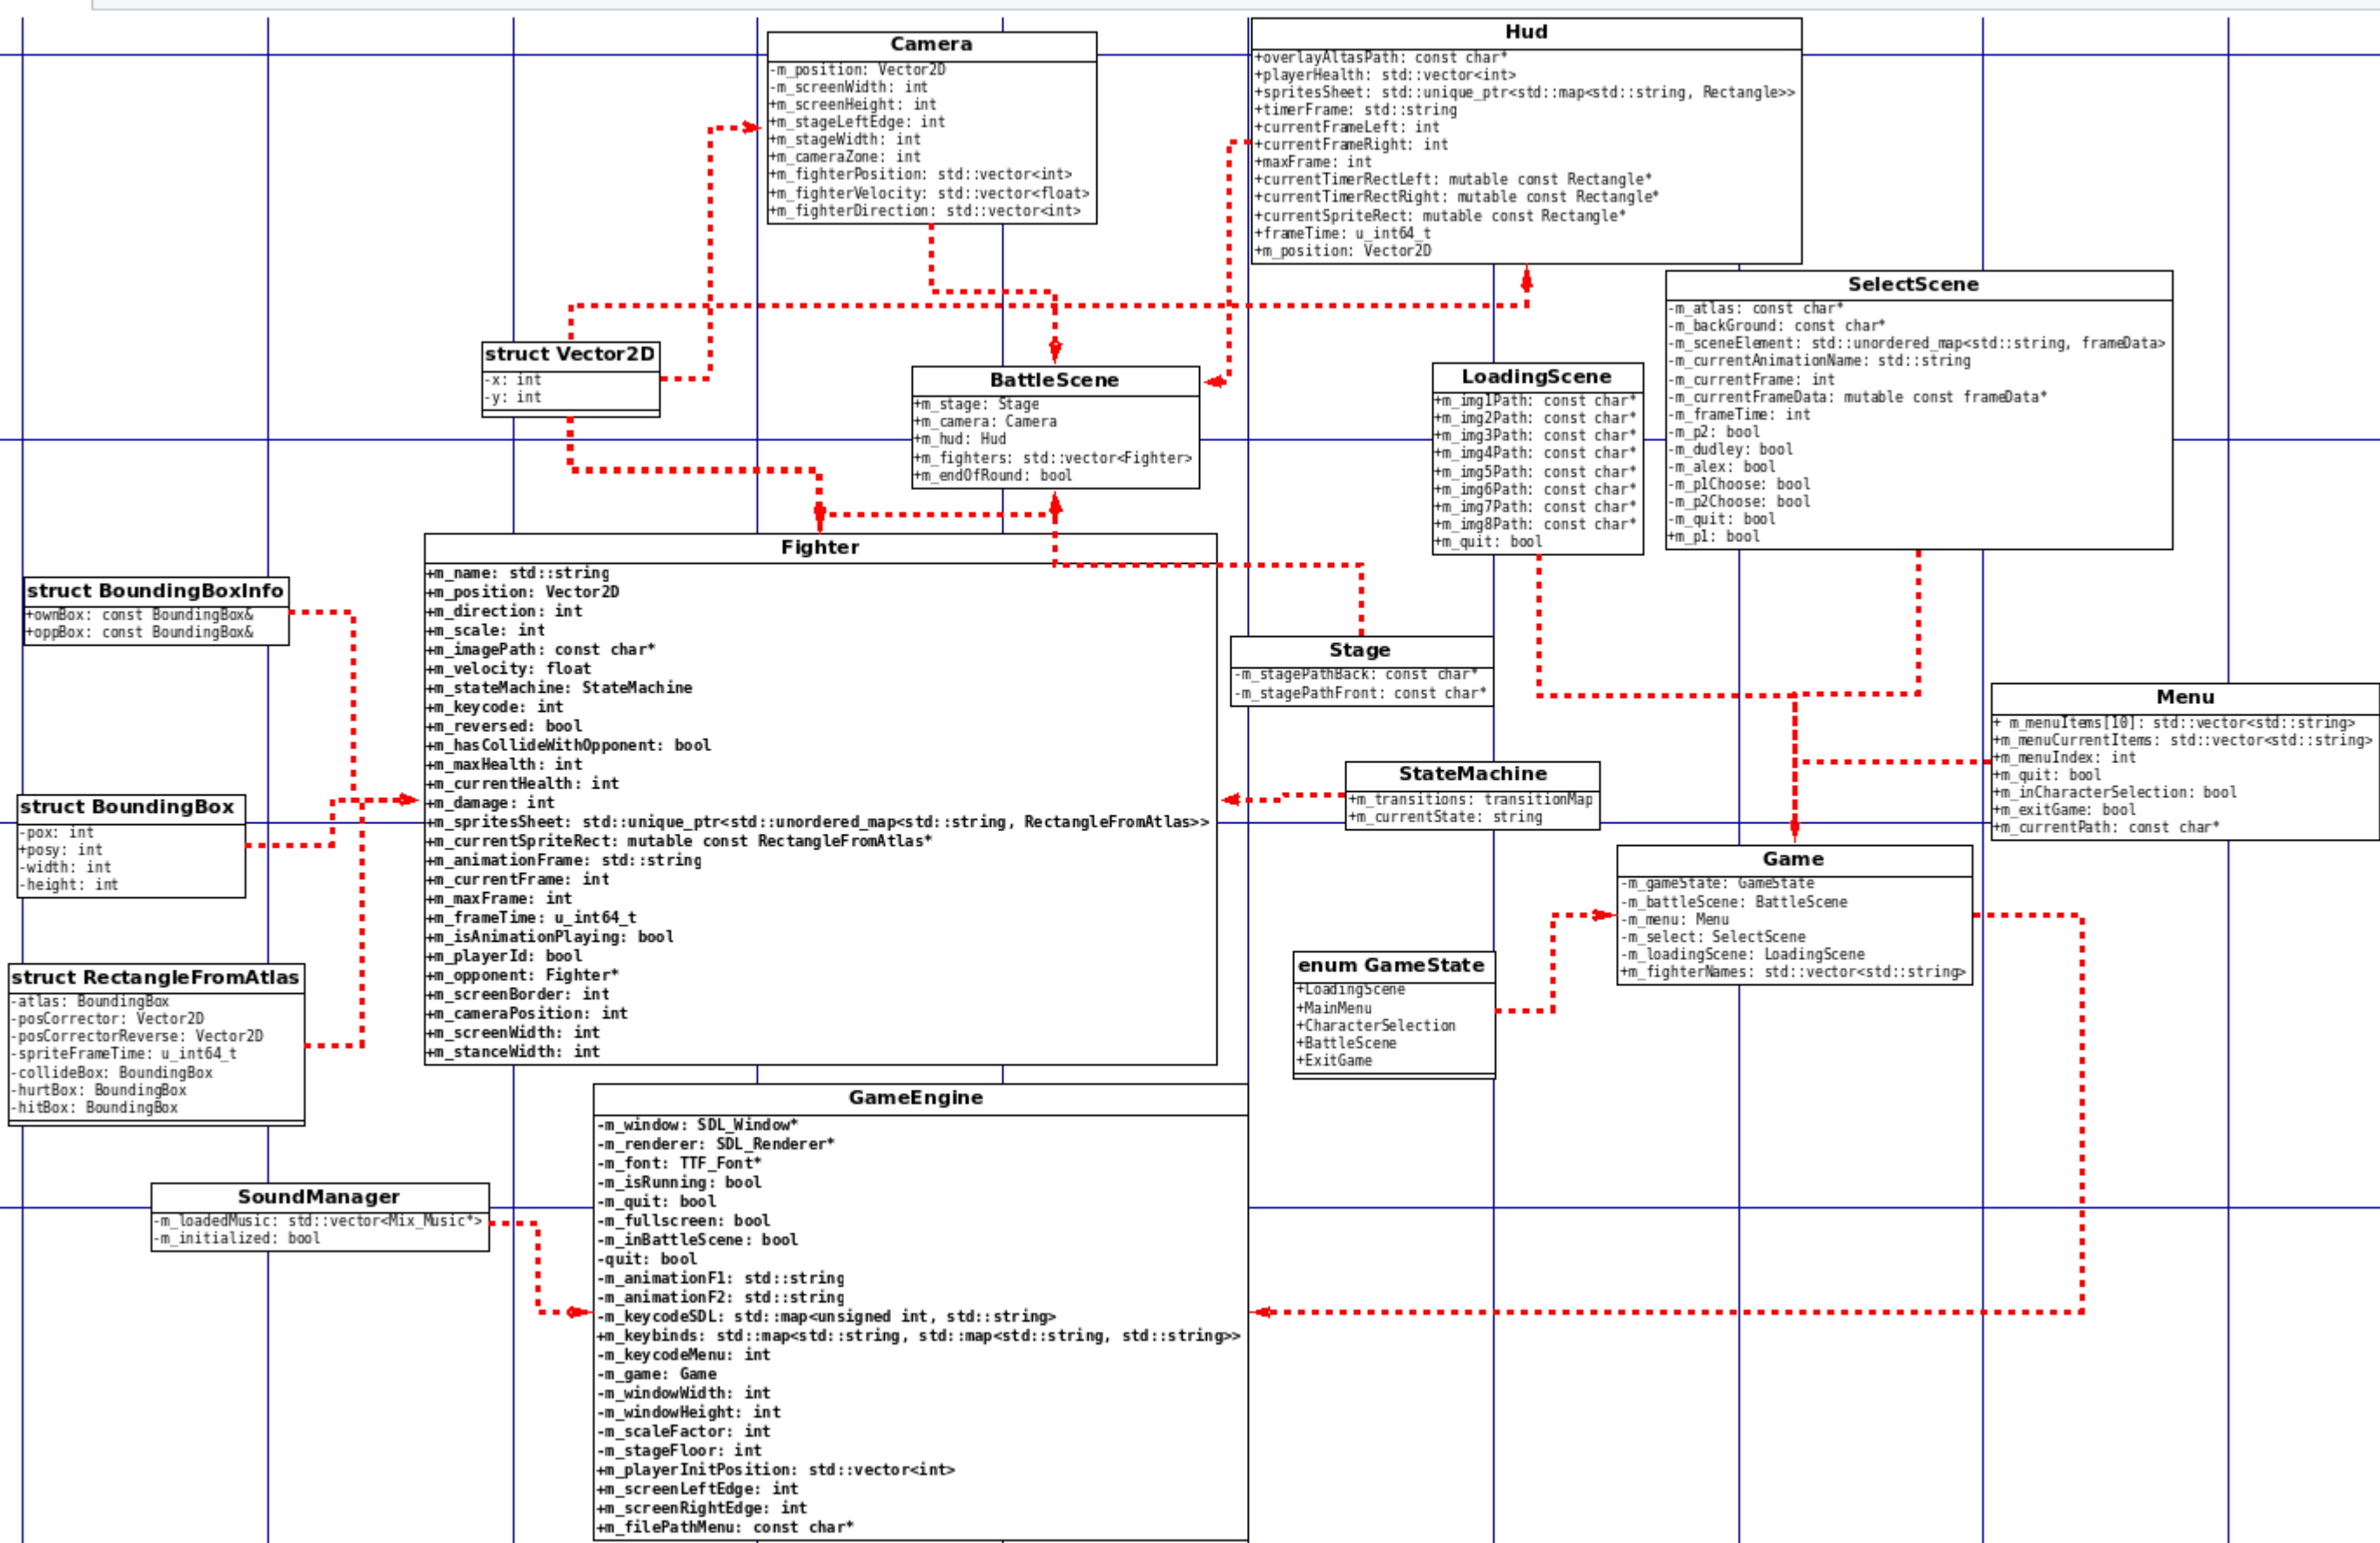 Camera
-m_position: Vector2D
-m_screenWidth: int
+m_screenHeight: int
+m_stageLeftEdge: int
+m_stageWidth: int
+m_cameraZone: int
+m_fighterPosition: std::vector<int>
+m_fighterVelocity: std::vector<float>
+m_fighterDirection: std::vector<int>
Hud
+overlayAltasPath: const char*
+playerHealth: std::vector<int>
+spritesSheet: std::unique_ptr<std::map<std::string, Rectangle>>
+timerFrame: std::string
+currentFrameLeft: int
+currentFrameRight: int
+maxFrame: int
+currentTimerRectLeft: mutable const Rectangle*
+currentTimerRectRight: mutable const Rectangle*
+currentSpriteRect: mutable const Rectangle*
+frameTime: u_int64_t
+m_position: Vector2D
SelectScene
-m_atlas: const char*
-m_backGround: const char*
-m_sceneElement: std::unordered_map<std::string, frameData>
-m_currentAnimationName: std::string
-m_currentFrame: int
-m_currentFrameData: mutable const frameData*
-m_frameTime: int
-m_p2: bool
-m_dudley: bool
-m_alex: bool
-m_p1Choose: bool
-m_p2Choose: bool
-m_quit: bool
+m_p1: bool
struct Vector2D
-x: int
-y: int
BattleScene
+m_stage: Stage
+m_camera: Camera
+m_hud: Hud
+m_fighters: std::vector<Fighter>
+m_endOfRound: bool
LoadingScene
+m_img1Path: const char*
+m_img2Path: const char*
+m_img3Path: const char*
+m_img4Path: const char*
+m_img5Path: const char*
+m_img6Path: const char*
+m_img7Path: const char*
+m_img8Path: const char*
+m_quit: bool
Fighter
+m_name: std::string
+m_position: Vector2D
+m_direction: int
+m_scale: int
+m_imagePath: const char*
+m_velocity: float
+m_stateMachine: StateMachine
+m_keycode: int
+m_reversed: bool
+m_hasCollideWithOpponent: bool
+m_maxHealth: int
+m_currentHealth: int
+m_damage: int
+m_spritesSheet: std::unique_ptr<std::unordered_map<std::string, RectangleFromAtlas>>
+m_currentSpriteRect: mutable const RectangleFromAtlas*
+m_animationFrame: std::string
+m_currentFrame: int
+m_maxFrame: int
+m_frameTime: u_int64_t
+m_isAnimationPlaying: bool
+m_playerId: bool
+m_opponent: Fighter*
+m_screenBorder: int
+m_cameraPosition: int
+m_screenWidth: int
+m_stanceWidth: int
struct BoundingBoxInfo
+ownBox: const BoundingBox&
+oppBox: const BoundingBox&
Stage
-m_stagePathBack: const char*
-m_stagePathFront: const char*
Menu
+ m_menuItems[10]: std::vector<std::string>
+m_menuCurrentItems: std::vector<std::string>
+m_menuIndex: int
+m_quit: bool
+m_inCharacterSelection: bool
+m_exitGame: bool
+m_currentPath: const char*
StateMachine
+m_transitions: transitionMap
+m_currentState: string
struct BoundingBox
-pox: int
+posy: int
-width: int
-height: int
Game
-m_gameState: GameState
-m_battleScene: BattleScene
-m_menu: Menu
-m_select: SelectScene
-m_loadingScene: LoadingScene
+m_fighterNames: std::vector<std::string>
enum GameState
+LoadingScene
+MainMenu
+CharacterSelection
+BattleScene
+ExitGame
struct RectangleFromAtlas
-atlas: BoundingBox
-posCorrector: Vector2D
-posCorrectorReverse: Vector2D
-spriteFrameTime: u_int64_t
-collideBox: BoundingBox
-hurtBox: BoundingBox
-hitBox: BoundingBox
GameEngine
-m_window: SDL_Window*
-m_renderer: SDL_Renderer*
-m_font: TTF_Font*
-m_isRunning: bool
-m_quit: bool
-m_fullscreen: bool
-m_inBattleScene: bool
-quit: bool
-m_animationF1: std::string
-m_animationF2: std::string
-m_keycodeSDL: std::map<unsigned int, std::string>
+m_keybinds: std::map<std::string, std::map<std::string, std::string>>
-m_keycodeMenu: int
-m_game: Game
-m_windowWidth: int
-m_windowHeight: int
-m_scaleFactor: int
-m_stageFloor: int
+m_playerInitPosition: std::vector<int>
+m_screenLeftEdge: int
+m_screenRightEdge: int
+m_filePathMenu: const char*
SoundManager
-m_loadedMusic: std::vector<Mix_Music*>
-m_initialized: bool